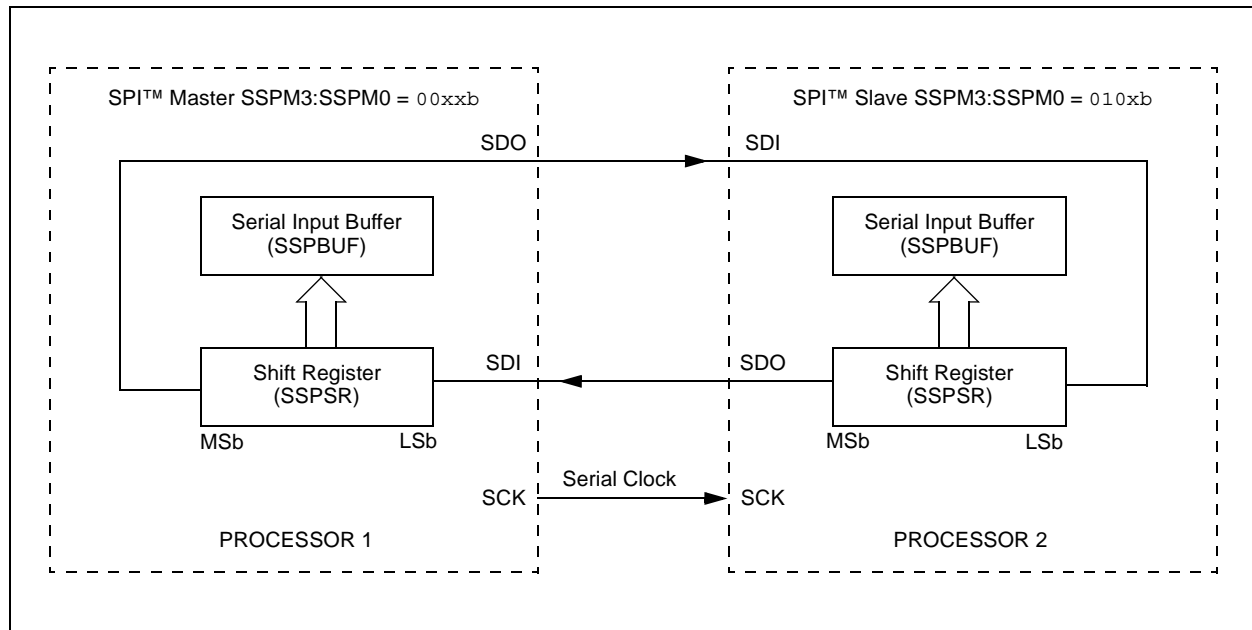 SPI™ Master SSPM3:SSPM0 = 00xxb
SPI™ Slave SSPM3:SSPM0 = 010xb
SDO
SDI
Serial Input Buffer
(SSPBUF)
Serial Input Buffer
(SSPBUF)
SDI
SDO
Shift Register
(SSPSR)
Shift Register
(SSPSR)
MSb
LSb
MSb
LSb
Serial Clock
SCK
SCK
PROCESSOR 1
PROCESSOR 2